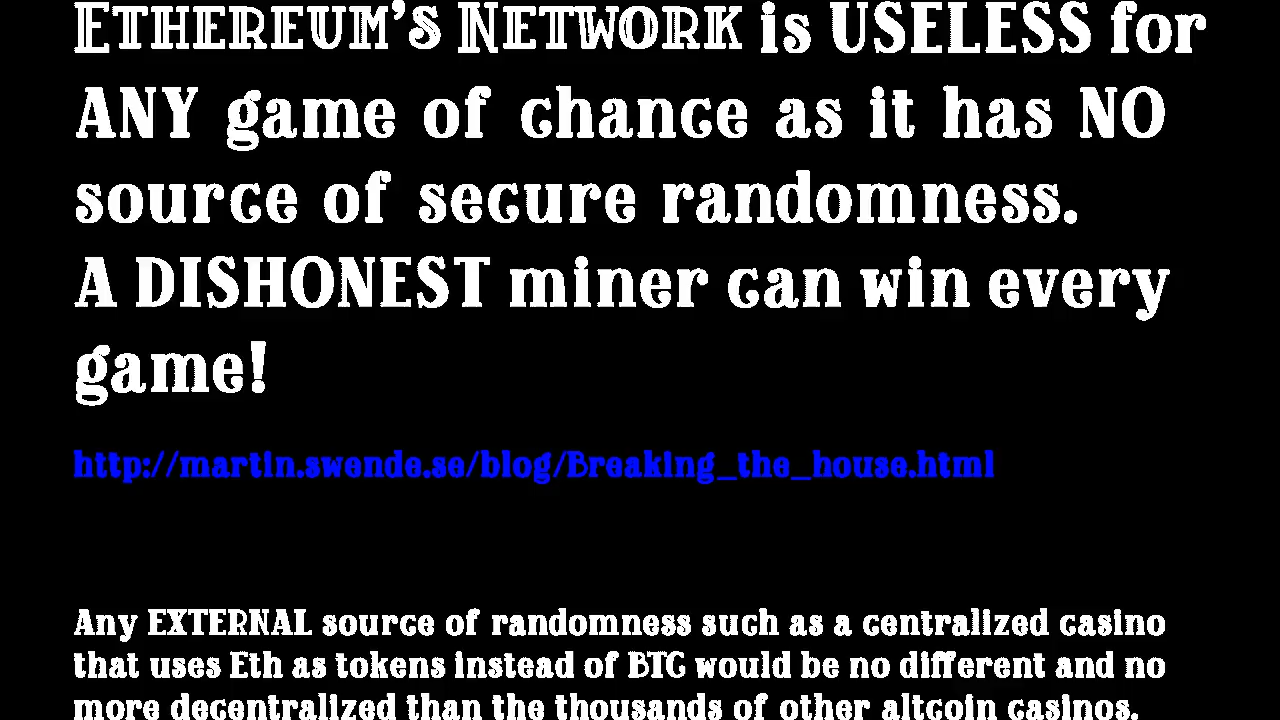 Ethereum's Network is USELESS for
ANY game of chance as it has NO
source of secure randomness.
A DISHONEST miner can win every
game!
http://martin.swende.se/blog/Breaking_the_house.html
Any EXTERNAL source of randomness such as a centralized casino
that uses Eth as tokens instead of BTC would be no different and no
more decentralized than the thousands of other altcoin casinos.